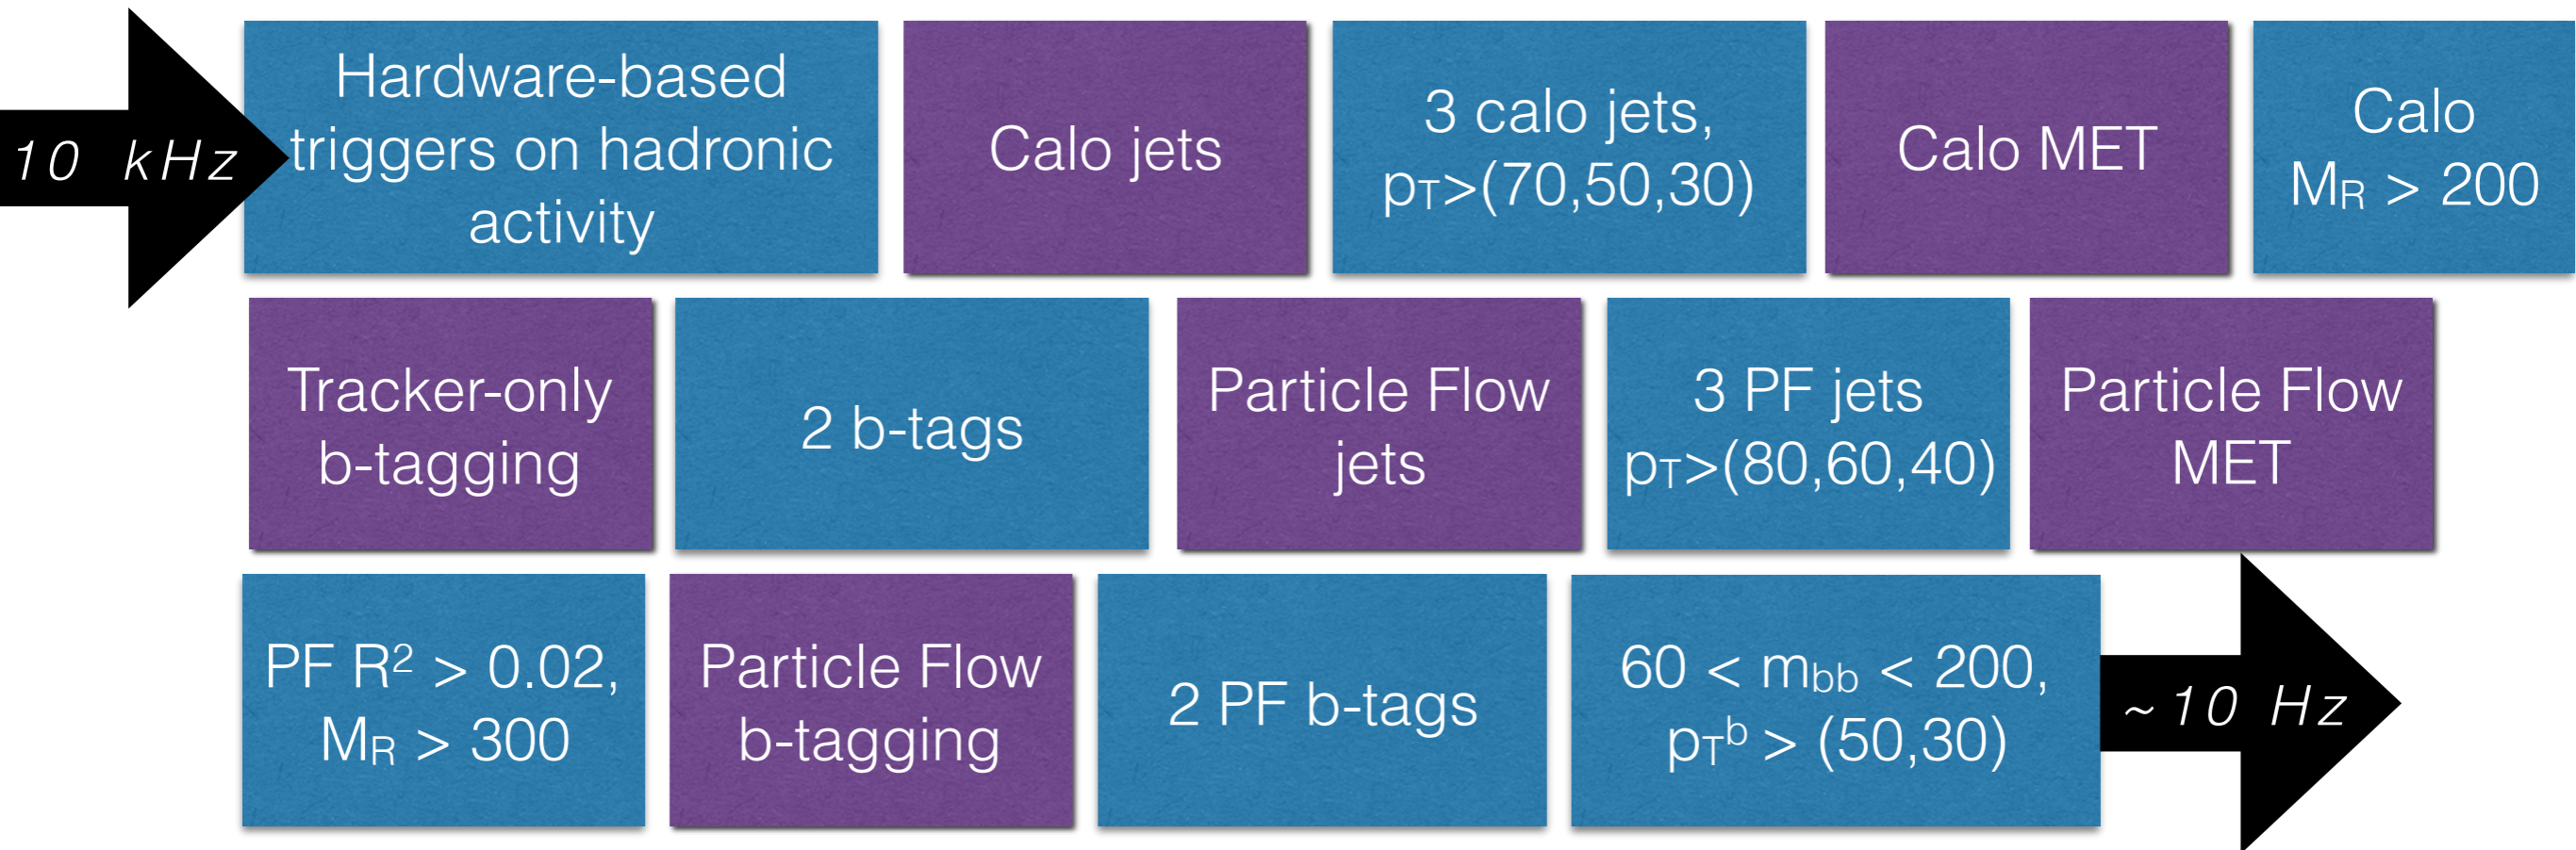 10 kHz
Hardware-based
triggers on hadronic
activity
Calo jets
3 calo jets,
pT>(70,50,30)
Calo MET
Calo
MR > 200
Tracker-only
b-tagging
2 b-tags
Particle Flow
jets
3 PF jets
pT>(80,60,40)
Particle Flow
MET
PF R² > 0.02,
MR > 300
Particle Flow
b-tagging
2 PF b-tags
60 < mbb < 200,
pTᵇ > (50,30)
~10 Hz